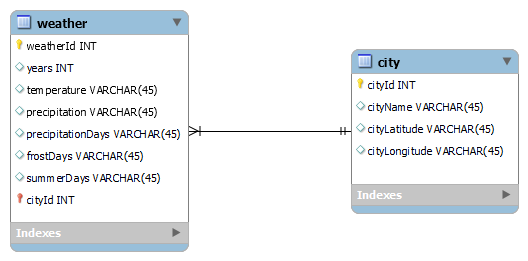 weather
weatherId INT
years INT
temperature VARCHAR(45)
precipitation VARCHAR(45)
precipitationDays VARCHAR(45)
frostDays VARCHAR(45)
summerDays VARCHAR(45)
cityId INT
Indexes
city
cityId INT
cityName VARCHAR(45)
cityLatitude VARCHAR(45)
cityLongitude VARCHAR(45)
Indexes